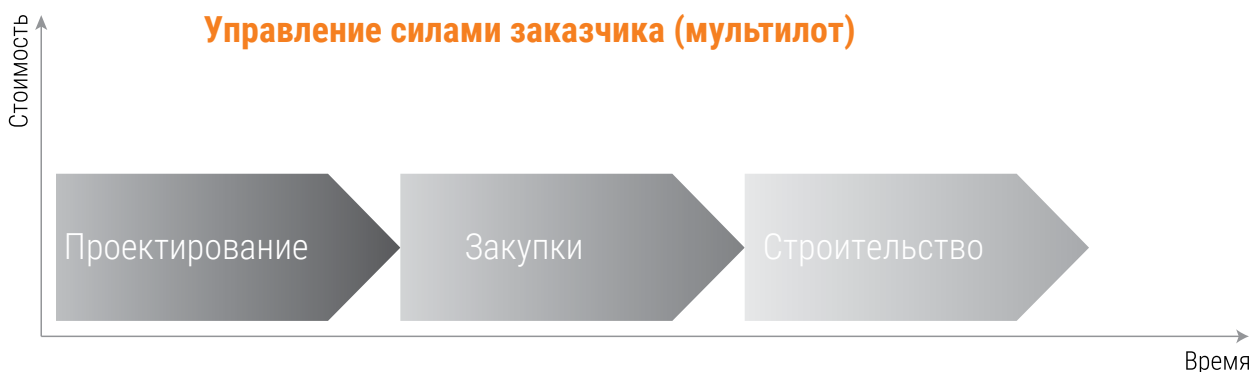 Управление силами заказчика (мультилот)
Стоимость
Проектирование
Закупки
Строительство
Время